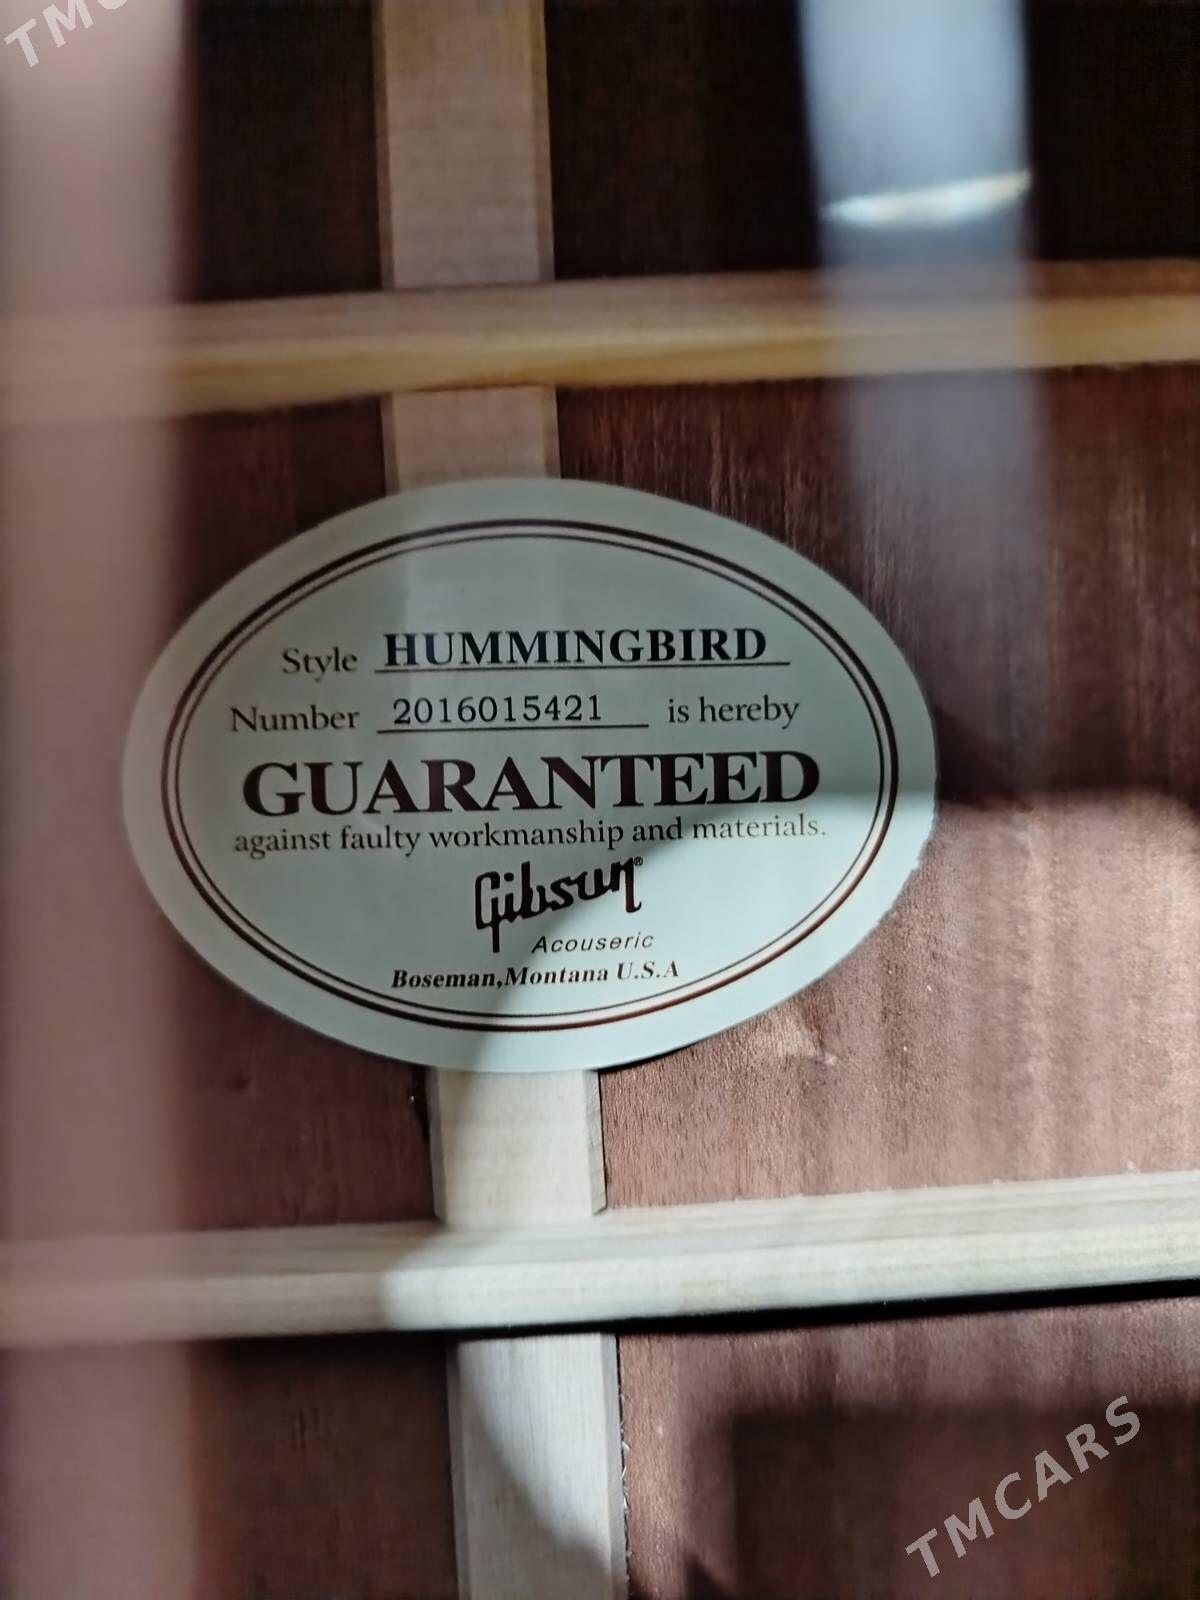 TMC
Style HUMMINGBIRD
Number 2016015421 is hereby
GUARANTEED
against faulty workmanship and materials.
Gibson®
Acouseric
Boseman,Montana U.S.A
TMCARS